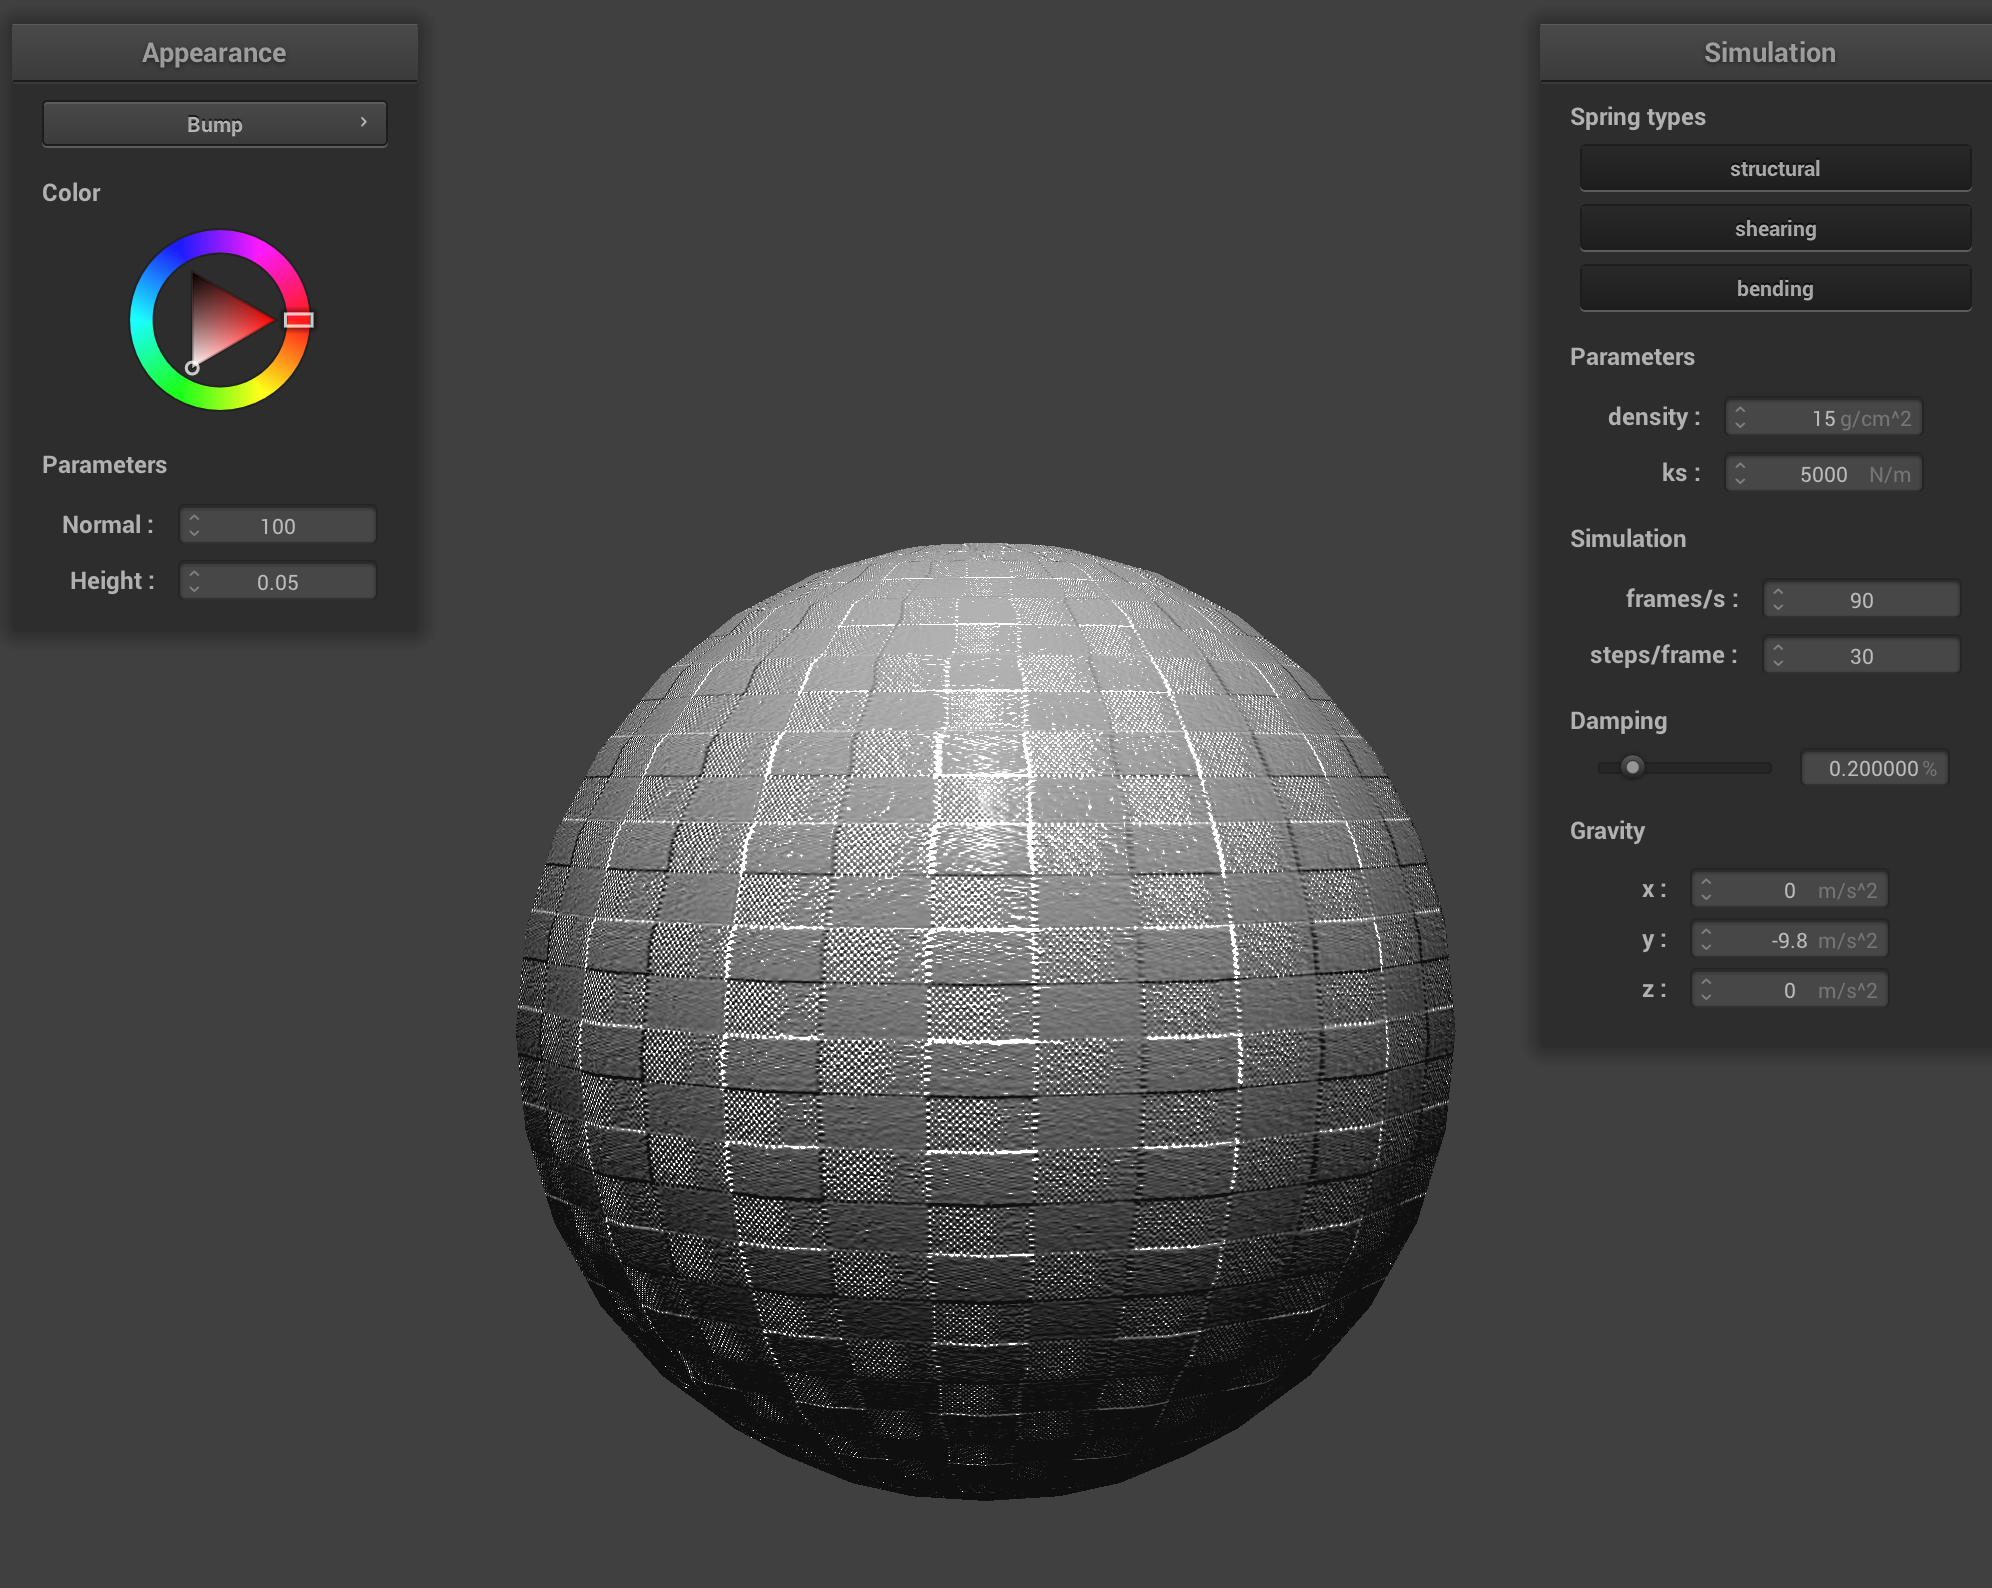 Appearance
Bump
Color
Parameters
Normal : 100
Height : 0.05
Simulation
Spring types
structural
shearing
bending
Parameters
density : 15 g/cm^2
ks : 5000 N/m
Simulation
frames/s : 90
steps/frame : 30
Damping
0.200000 %
Gravity
x : 0 m/s^2
y : -9.8 m/s^2
z : 0 m/s^2